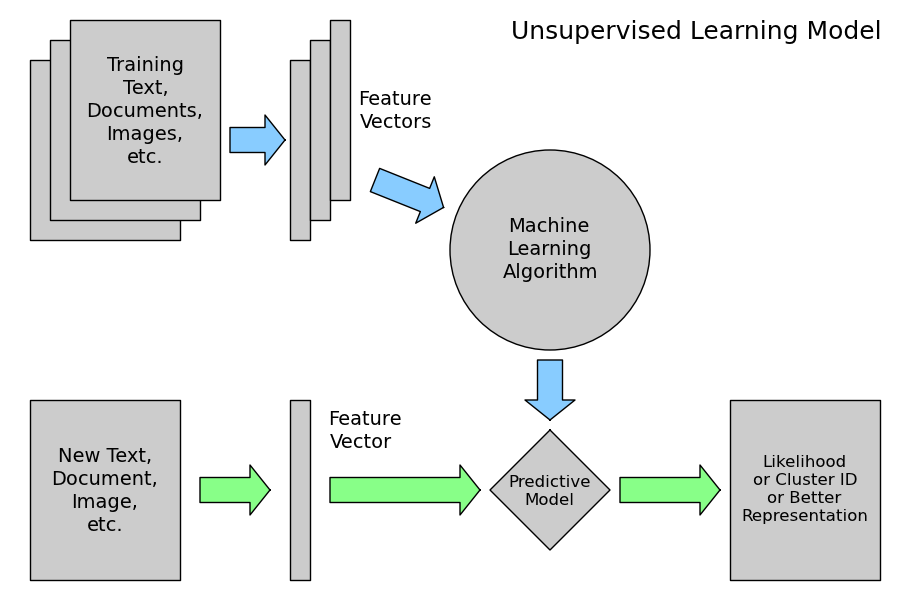 Unsupervised Learning Model
Training
Text,
Documents,
Images,
etc.
Feature
Vectors
Machine
Learning
Algorithm
New Text,
Document,
Image,
etc.
Feature
Vector
Predictive
Model
Likelihood
or Cluster ID
or Better
Representation